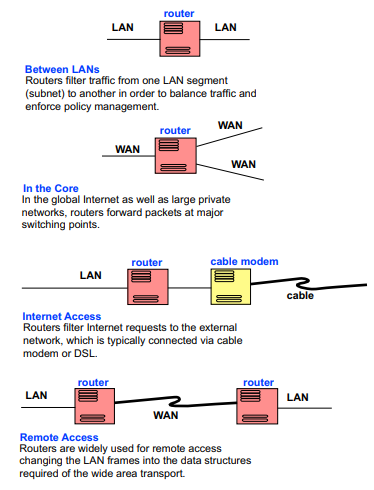 router
LAN LAN
Between LANs
Routers filter traffic from one LAN segment
(subnet) to another in order to balance traffic and
enforce policy management.
router
WAN
WAN
WAN
In the Core
In the global Internet as well as large private
networks, routers forward packets at major
switching points.
router cable modem
LAN
cable
Internet Access
Routers filter Internet requests to the external
network, which is typically connected via cable
modem or DSL.
router router
LAN LAN
WAN
Remote Access
Routers are widely used for remote access
changing the LAN frames into the data structures
required of the wide area transport.